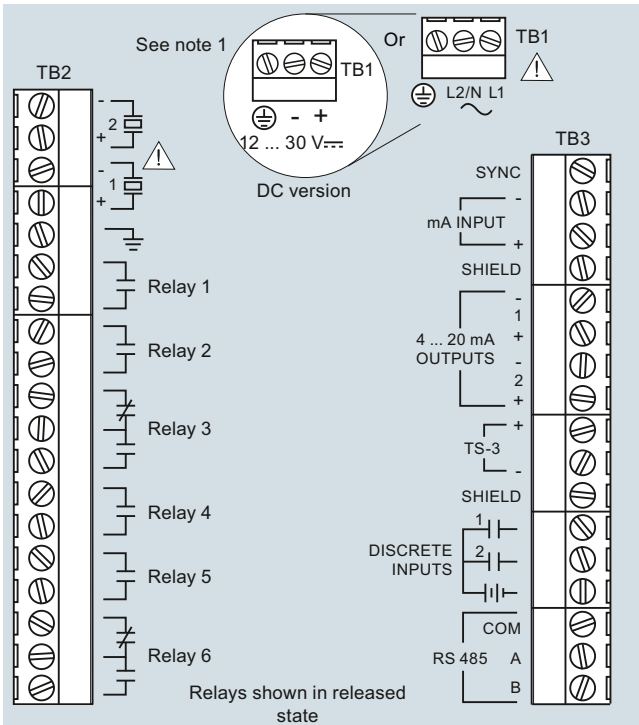 See note 1
Or
TB1
TB1
L2/N L1
- +
12 ... 30 V
DC version
TB2
-
2
+
-
1
+
Relay 1
Relay 2
Relay 3
Relay 4
Relay 5
Relay 6
Relays shown in released
state
TB3
SYNC
-
mA INPUT
+
SHIELD
-
1
4 ... 20 mA
OUTPUTS
+
-
2
+
+
TS-3
-
SHIELD
1
DISCRETE
INPUTS
2
COM
RS 485 A
B